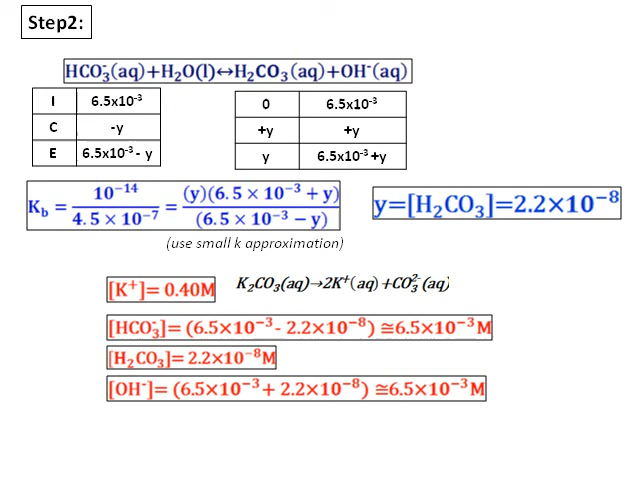 Step2:
HCO₃⁻(aq)+H₂O(l)↔H₂CO₃(aq)+OH⁻(aq)
I 6.5x10⁻³ 0 6.5x10⁻³
C -y +y +y
E 6.5x10⁻³ - y y 6.5x10⁻³ +y
K_b = 10⁻¹⁴ / 4.5 × 10⁻⁷ = (y)(6.5 × 10⁻³ + y) / (6.5 × 10⁻³ − y)
y=[H₂CO₃]=2.2×10⁻⁸
(use small k approximation)
[K⁺]= 0.40M K₂CO₃(aq)→2K⁺(aq)+CO₃²⁻(aq)
[HCO₃⁻]= (6.5×10⁻³- 2.2×10⁻⁸) ≅6.5×10⁻³M
[H₂CO₃]= 2.2×10⁻⁸M
[OH⁻]= (6.5×10⁻³+ 2.2×10⁻⁸) ≅6.5×10⁻³M